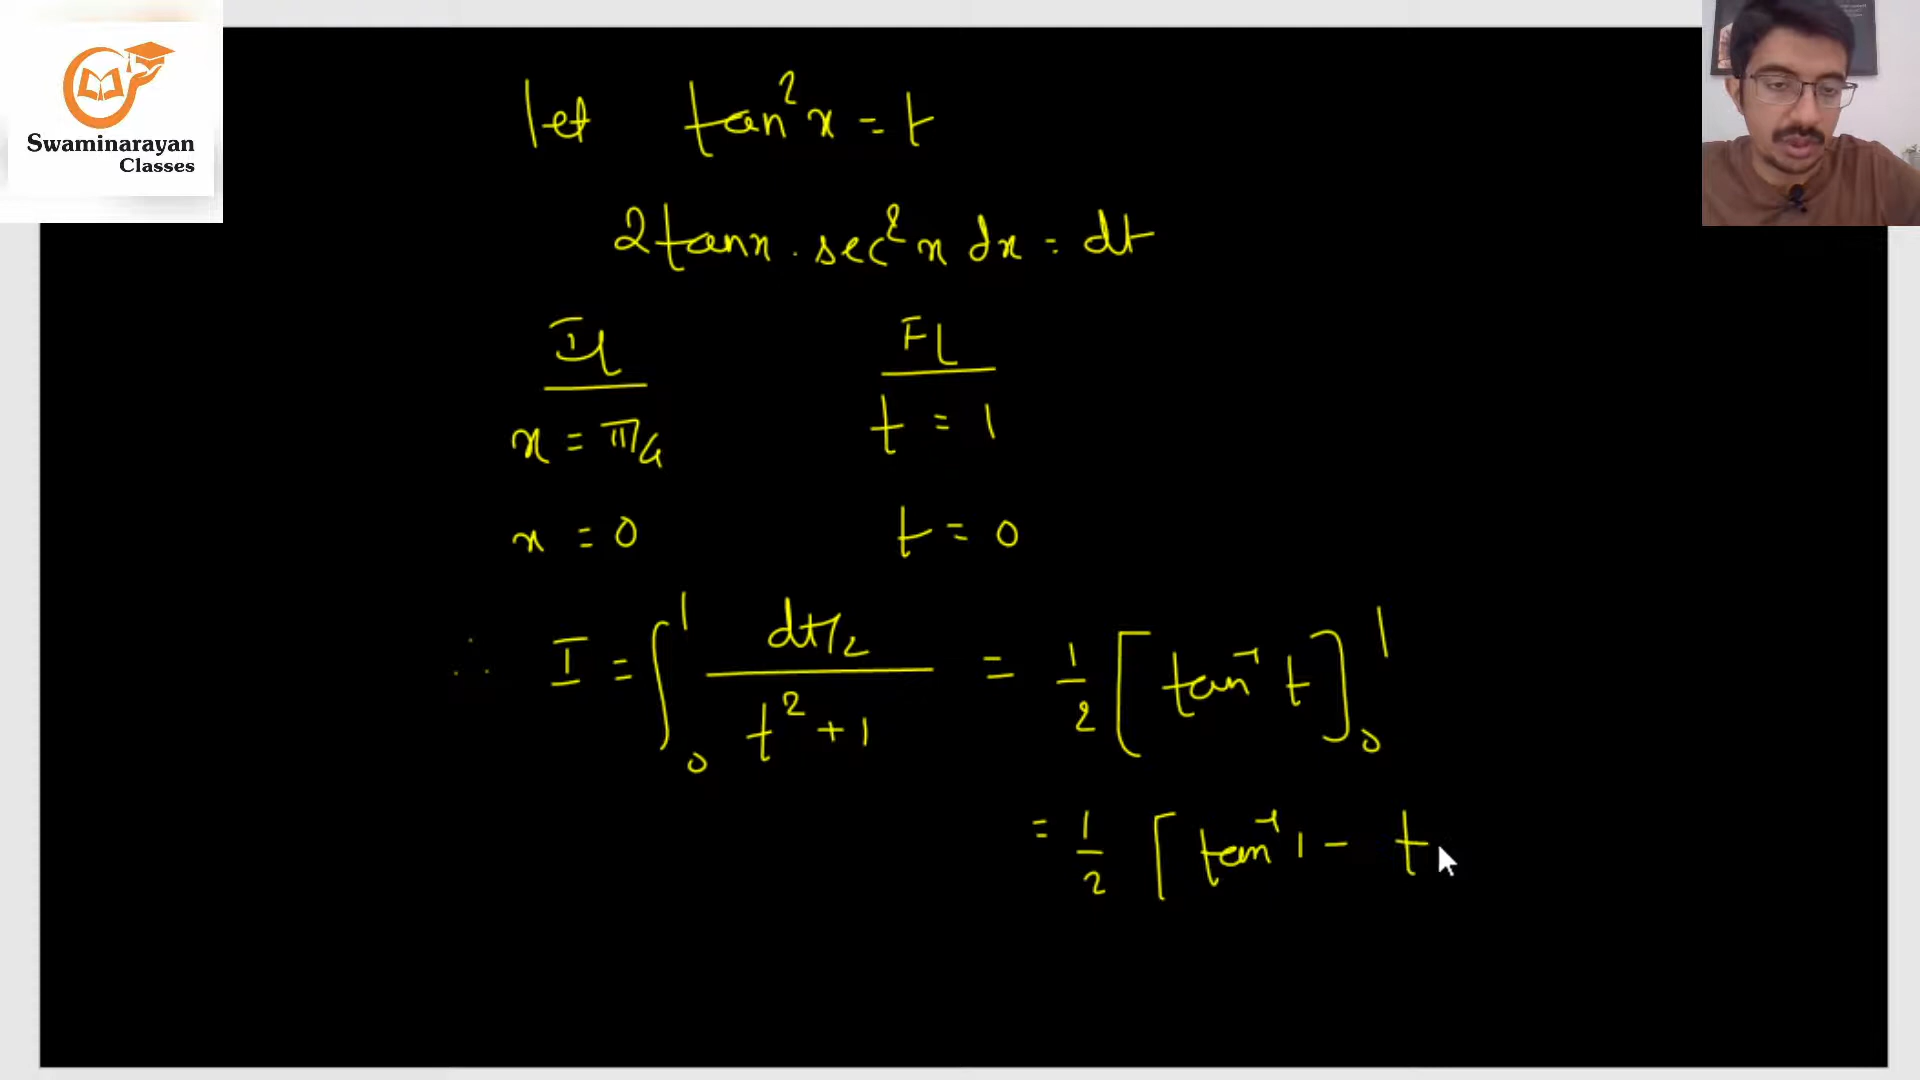 Swaminarayan
Classes
let tan²x = t
2tanx . sec²x dx = dt
IL FL
x = π/4 t = 1
x = 0 t = 0
∴ I = ∫₀¹ (dt/2)/(t² + 1) = 1/2 [tan⁻¹ t]₀¹
= 1/2 [tan⁻¹ 1 - t